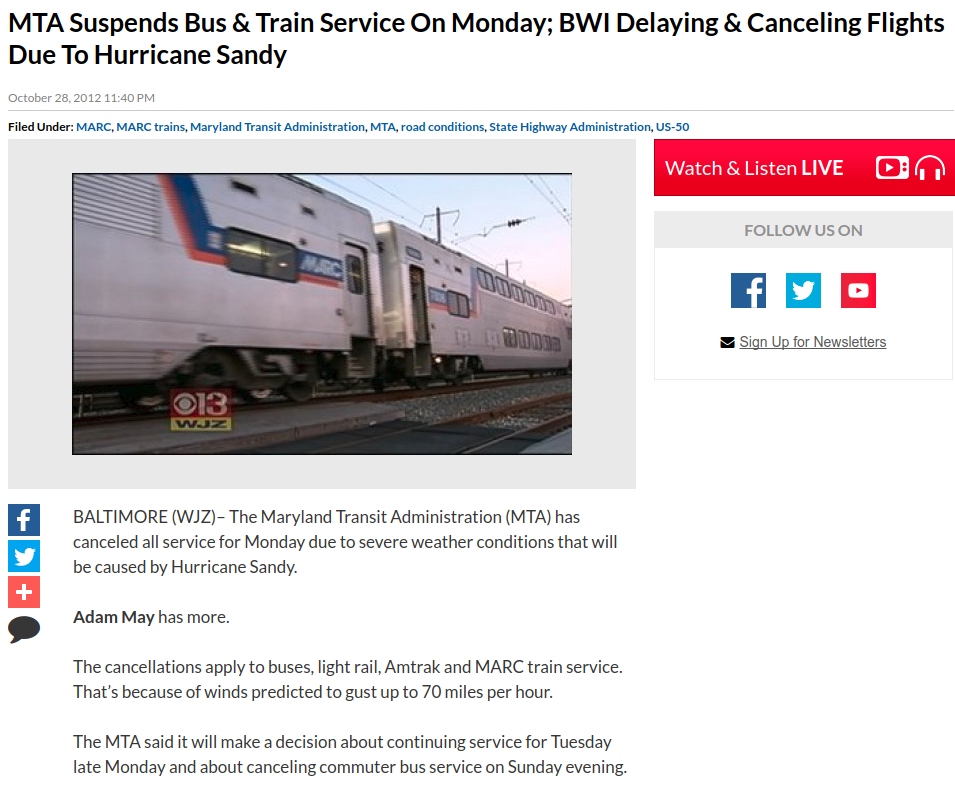 MTA Suspends Bus & Train Service On Monday; BWI Delaying & Canceling Flights
Due To Hurricane Sandy
October 28, 2012 11:40 PM
Filed Under: MARC, MARC trains, Maryland Transit Administration, MTA, road conditions, State Highway Administration, US-50
Watch & Listen LIVE
FOLLOW US ON
Sign Up for Newsletters
MARC
13
WJZ
BALTIMORE (WJZ)– The Maryland Transit Administration (MTA) has
canceled all service for Monday due to severe weather conditions that will
be caused by Hurricane Sandy.
Adam May has more.
The cancellations apply to buses, light rail, Amtrak and MARC train service.
That’s because of winds predicted to gust up to 70 miles per hour.
The MTA said it will make a decision about continuing service for Tuesday
late Monday and about canceling commuter bus service on Sunday evening.